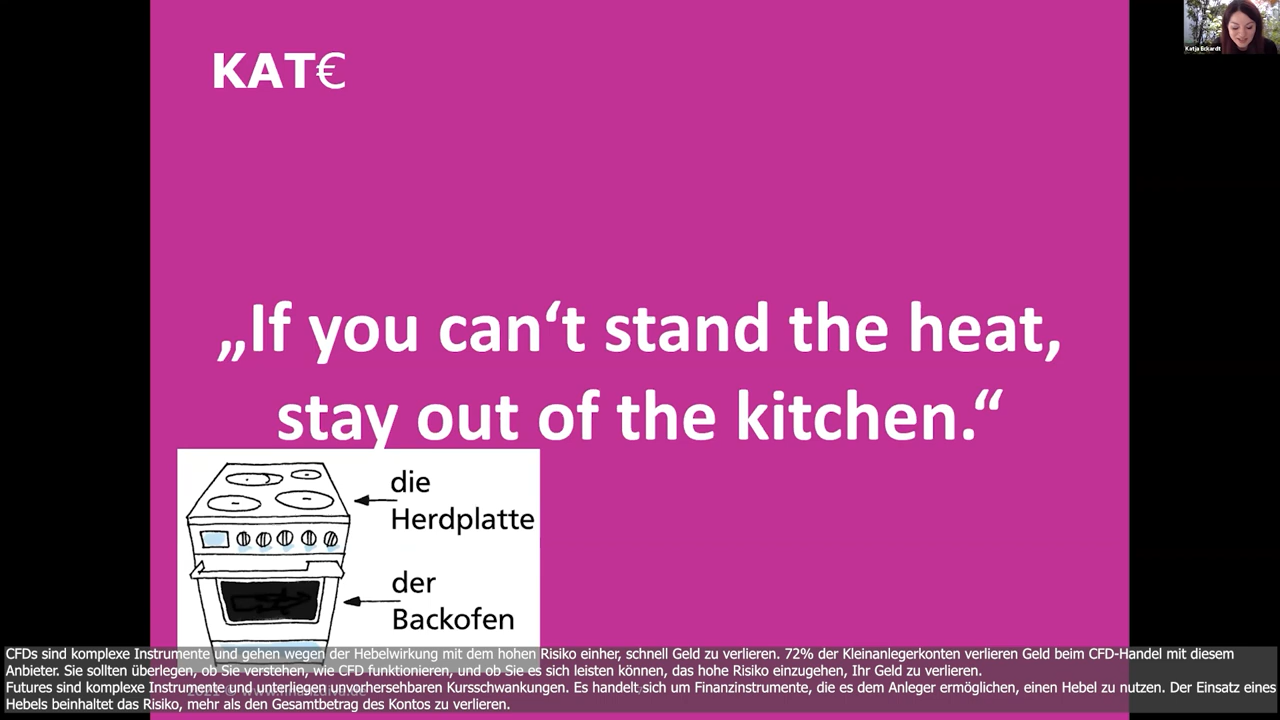 KAT€
Katja Eckardt
„If you can‘t stand the heat,
stay out of the kitchen.“
die
Herdplatte
der
Backofen
CFDs sind komplexe Instrumente und gehen wegen der Hebelwirkung mit dem hohen Risiko einher, schnell Geld zu verlieren. 72% der Kleinanlegerkonten verlieren Geld beim CFD-Handel mit diesem
Anbieter. Sie sollten überlegen, ob Sie verstehen, wie CFD funktionieren, und ob Sie es sich leisten können, das hohe Risiko einzugehen, Ihr Geld zu verlieren.
Futures sind komplexe Instrumente und unterliegen unvorhersehbaren Kursschwankungen. Es handelt sich um Finanzinstrumente, die es dem Anleger ermöglichen, einen Hebel zu nutzen. Der Einsatz eines
Hebels beinhaltet das Risiko, mehr als den Gesamtbetrag des Kontos zu verlieren.